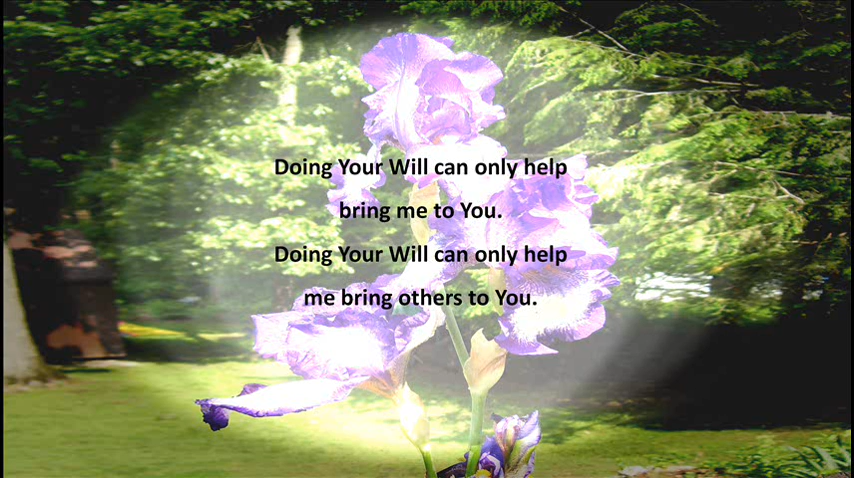 Doing Your Will can only help
bring me to You.
Doing Your Will can only help
me bring others to You.